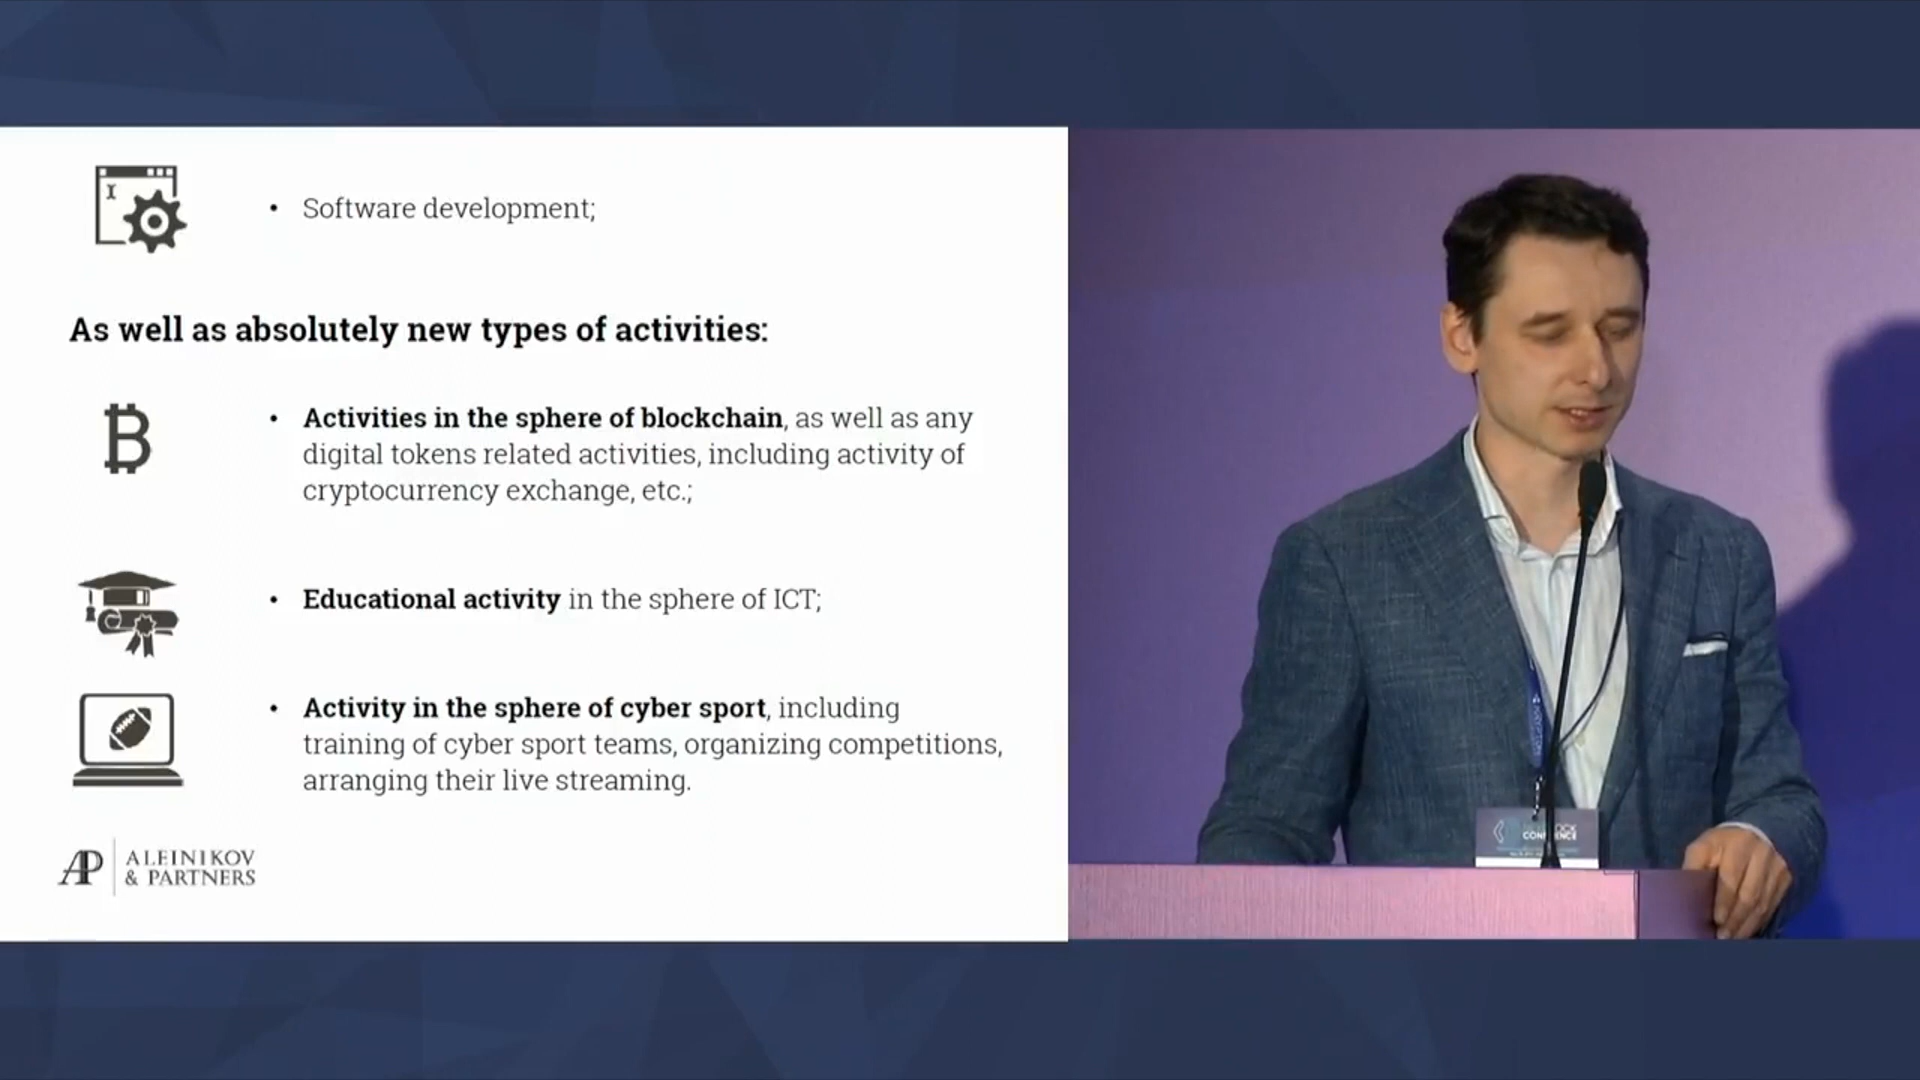 • Software development;
As well as absolutely new types of activities:
• Activities in the sphere of blockchain, as well as any
digital tokens related activities, including activity of
cryptocurrency exchange, etc.;
• Educational activity in the sphere of ICT;
• Activity in the sphere of cyber sport, including
training of cyber sport teams, organizing competitions,
arranging their live streaming.
AP
ALEINIKOV
& PARTNERS